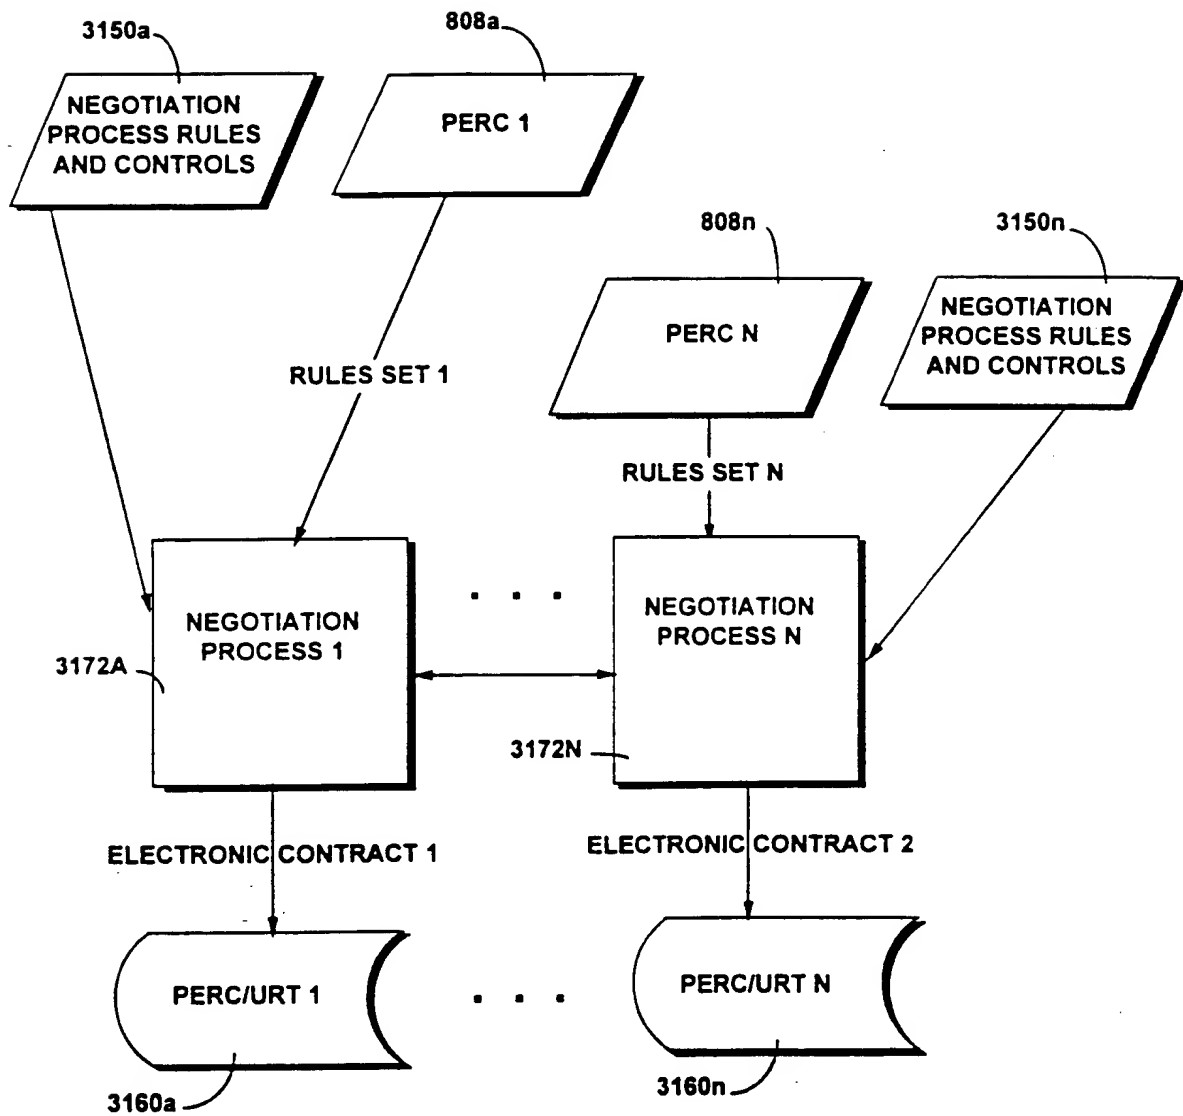 3150a
808a
NEGOTIATION
PROCESS RULES
AND CONTROLS
PERC 1
808n
3150n
PERC N
NEGOTIATION
PROCESS RULES
AND CONTROLS
RULES SET 1
RULES SET N
NEGOTIATION
PROCESS 1
NEGOTIATION
PROCESS N
3172A
3172N
ELECTRONIC CONTRACT 1
ELECTRONIC CONTRACT 2
PERC/URT 1
PERC/URT N
3160a
3160n